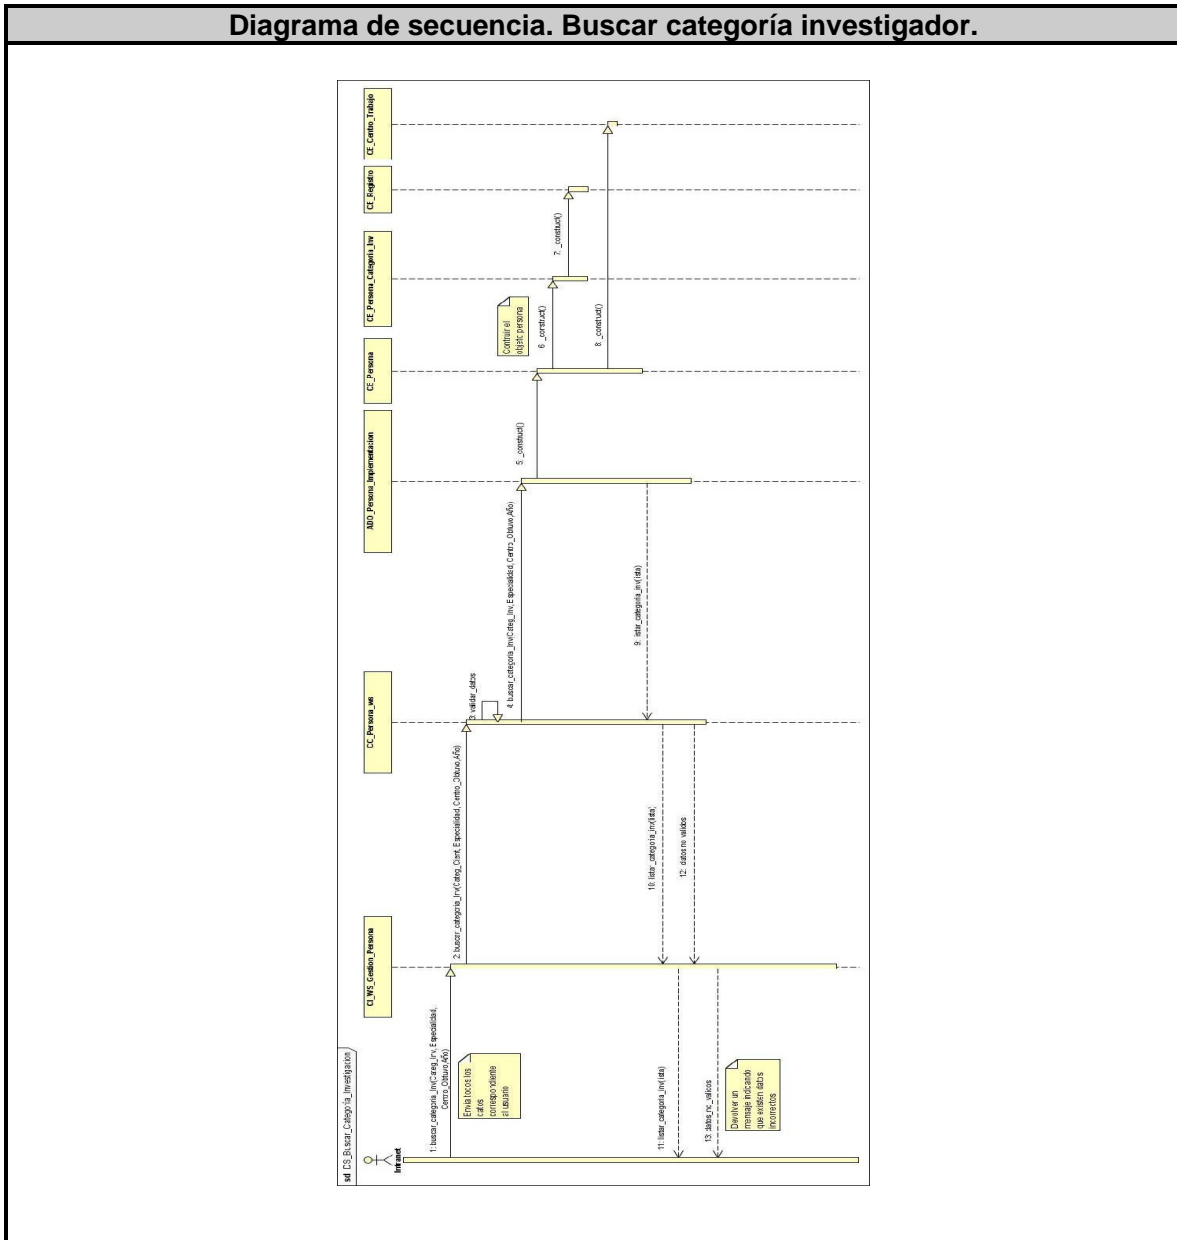 Diagrama de secuencia. Buscar categoría investigador.
sd CS_Buscar_Categoria_Investigacion
Intranet
CI_WS_Gestion_Persona
CC_Persona_ws
ADO_Persona_Implementacion
CE_Persona
CE_Persona_Categoria_Inv
CE_Registro
CE_Centro_Trabajo
1: buscar_categoria_Inv(Categ_Inv, Especialidad,
Centro_Obtuvo,Año)
Envia todos los
datos
correspondiente
al usuario
2: buscar_categoria_Inv(Categ_Cient, Especialidad, Centro_Obtuvo,Año)
3: validar_datos
4: buscar_categoria_Inv(Categ_Inv, Especialidad, Centro_Obtuvo,Año)
5: _construct()
Contruir el
objeto persona
6: _construct()
7: _construct()
8: _construct()
9: listar_categoria_inv(lista)
10: listar_categoria_inv(lista)
11: listar_categoria_inv(lista)
12: datos no validos
13: datos_no_validos
Devolver un
mensaje indicando
que existen datos
incorrectos